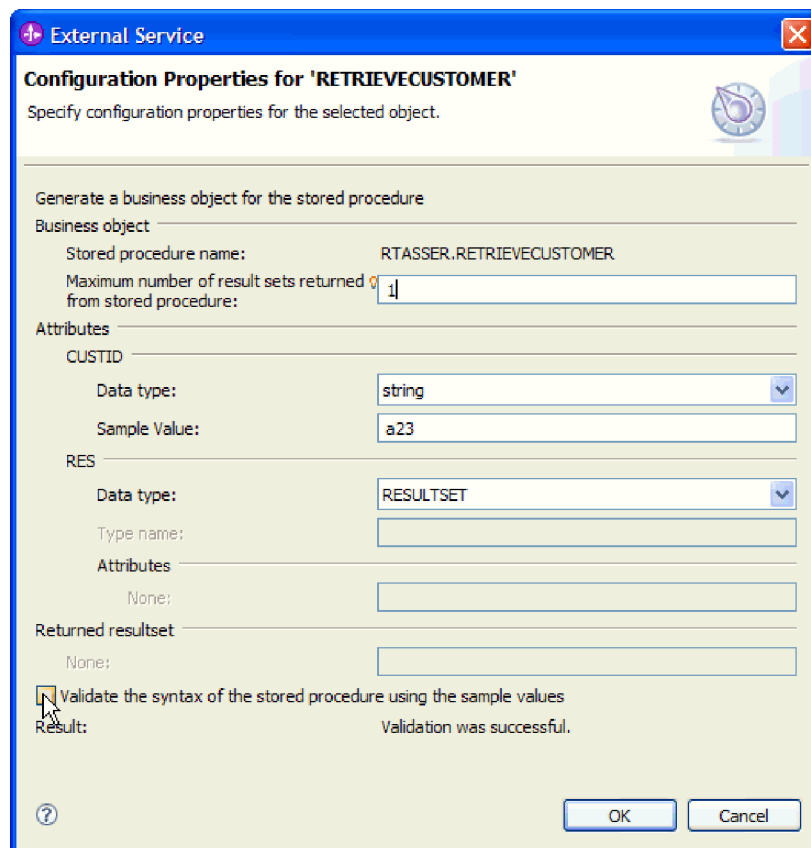 External Service
Configuration Properties for 'RETRIEVECUSTOMER'
Specify configuration properties for the selected object.
Generate a business object for the stored procedure
Business object
Stored procedure name: RTASSER.RETRIEVECUSTOMER
Maximum number of result sets returned
from stored procedure: 1
Attributes
CUSTID
Data type: string
Sample Value: a23
RES
Data type: RESULTSET
Type name:
Attributes
None:
Returned resultset
None:
Validate the syntax of the stored procedure using the sample values
Result: Validation was successful.
? OK Cancel